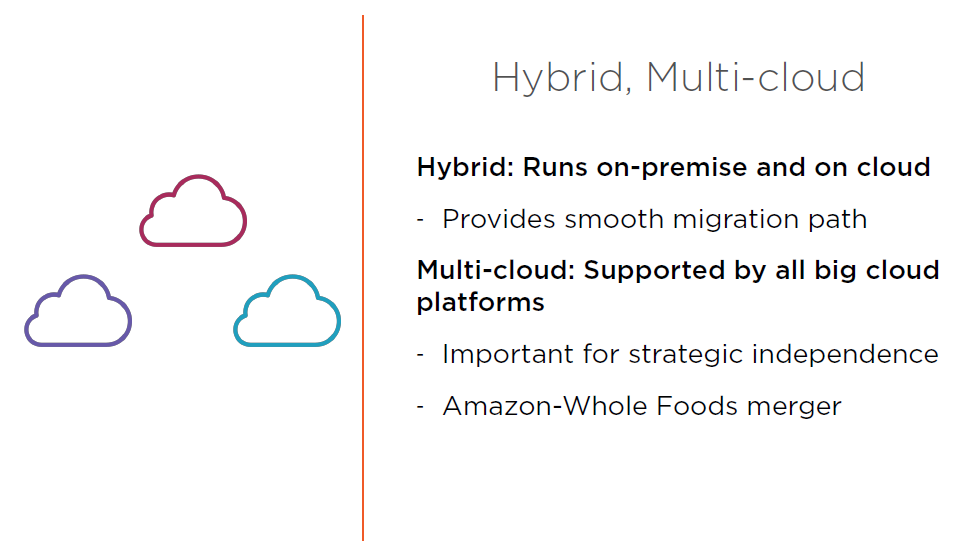 Hybrid, Multi-cloud
Hybrid: Runs on-premise and on cloud
- Provides smooth migration path
Multi-cloud: Supported by all big cloud
platforms
- Important for strategic independence
- Amazon-Whole Foods merger